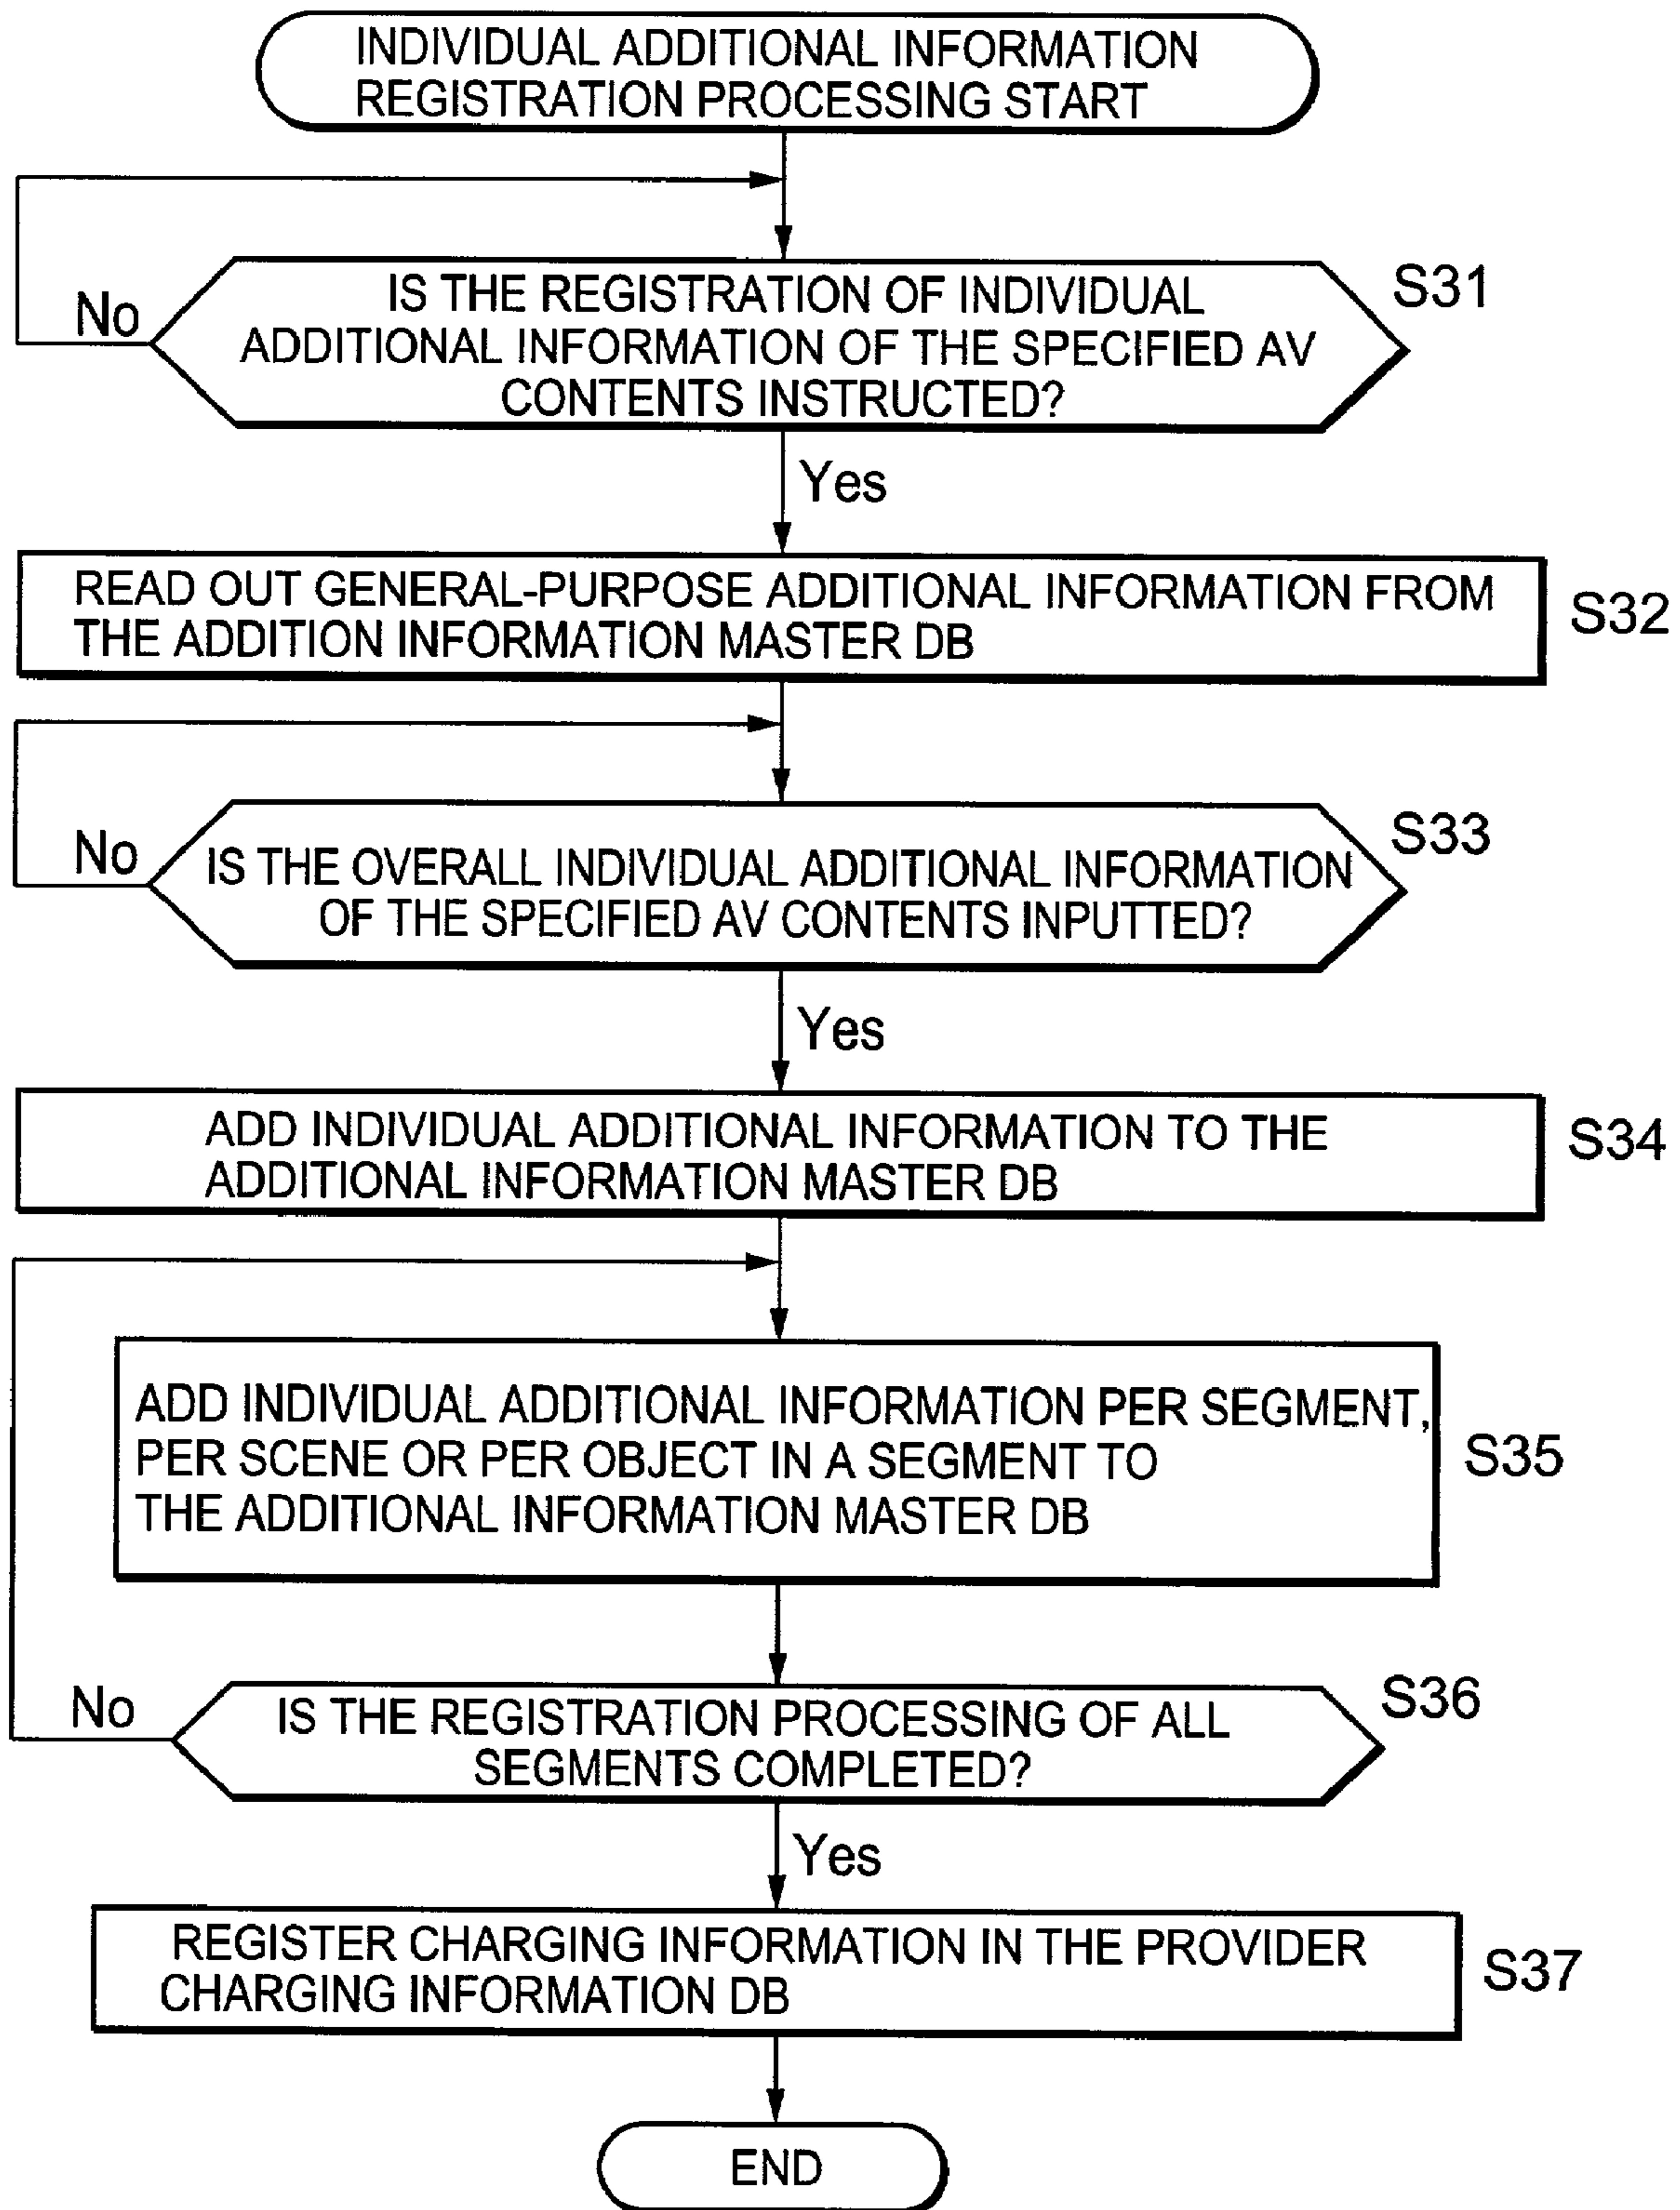 INDIVIDUAL ADDITIONAL INFORMATION
REGISTRATION PROCESSING START
No
IS THE REGISTRATION OF INDIVIDUAL
ADDITIONAL INFORMATION OF THE SPECIFIED AV
CONTENTS INSTRUCTED?
S31
Yes
READ OUT GENERAL-PURPOSE ADDITIONAL INFORMATION FROM
THE ADDITION INFORMATION MASTER DB
S32
No
IS THE OVERALL INDIVIDUAL ADDITIONAL INFORMATION
OF THE SPECIFIED AV CONTENTS INPUTTED?
S33
Yes
ADD INDIVIDUAL ADDITIONAL INFORMATION TO THE
ADDITIONAL INFORMATION MASTER DB
S34
ADD INDIVIDUAL ADDITIONAL INFORMATION PER SEGMENT,
PER SCENE OR PER OBJECT IN A SEGMENT TO
THE ADDITIONAL INFORMATION MASTER DB
S35
No
IS THE REGISTRATION PROCESSING OF ALL
SEGMENTS COMPLETED?
S36
Yes
REGISTER CHARGING INFORMATION IN THE PROVIDER
CHARGING INFORMATION DB
S37
END